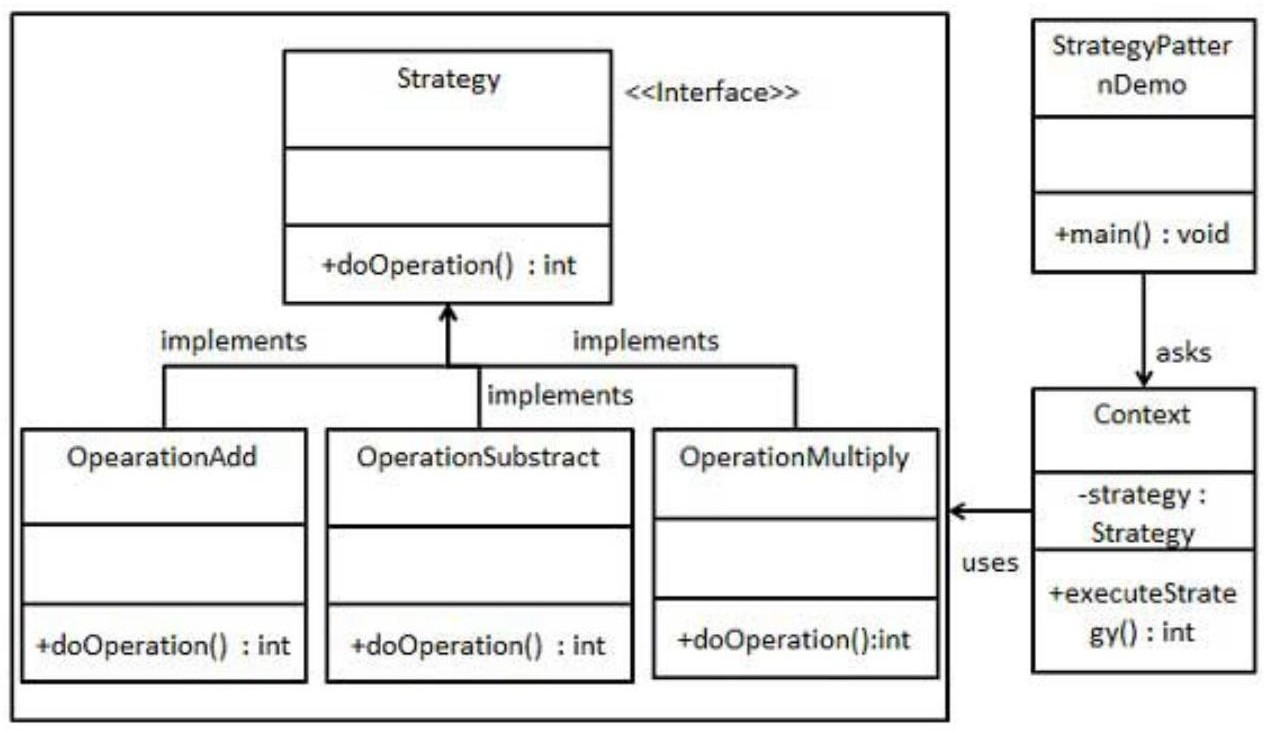 Strategy
<<Interface>>
+doOperation() : int
implements
implements
implements
OpearationAdd
+doOperation() : int
OperationSubstract
+doOperation() : int
OperationMultiply
+doOperation():int
StrategyPatter
nDemo
+main() : void
asks
Context
-strategy :
Strategy
+executeStrate
gy() : int
uses